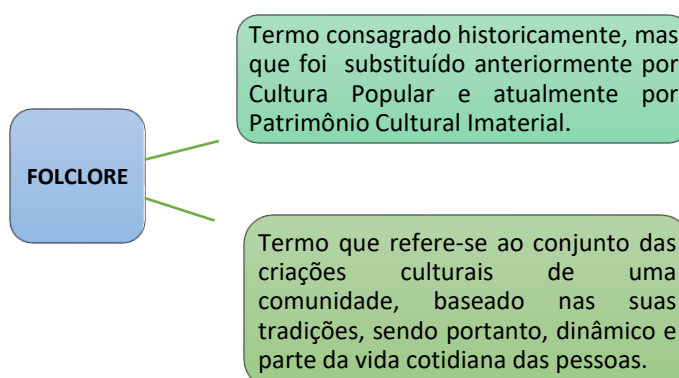 Termo consagrado historicamente, mas
que foi substituído anteriormente por
Cultura Popular e atualmente por
Patrimônio Cultural Imaterial.
FOLCLORE
Termo que refere-se ao conjunto das
criações culturais de uma
comunidade, baseado nas suas
tradições, sendo portanto, dinâmico e
parte da vida cotidiana das pessoas.